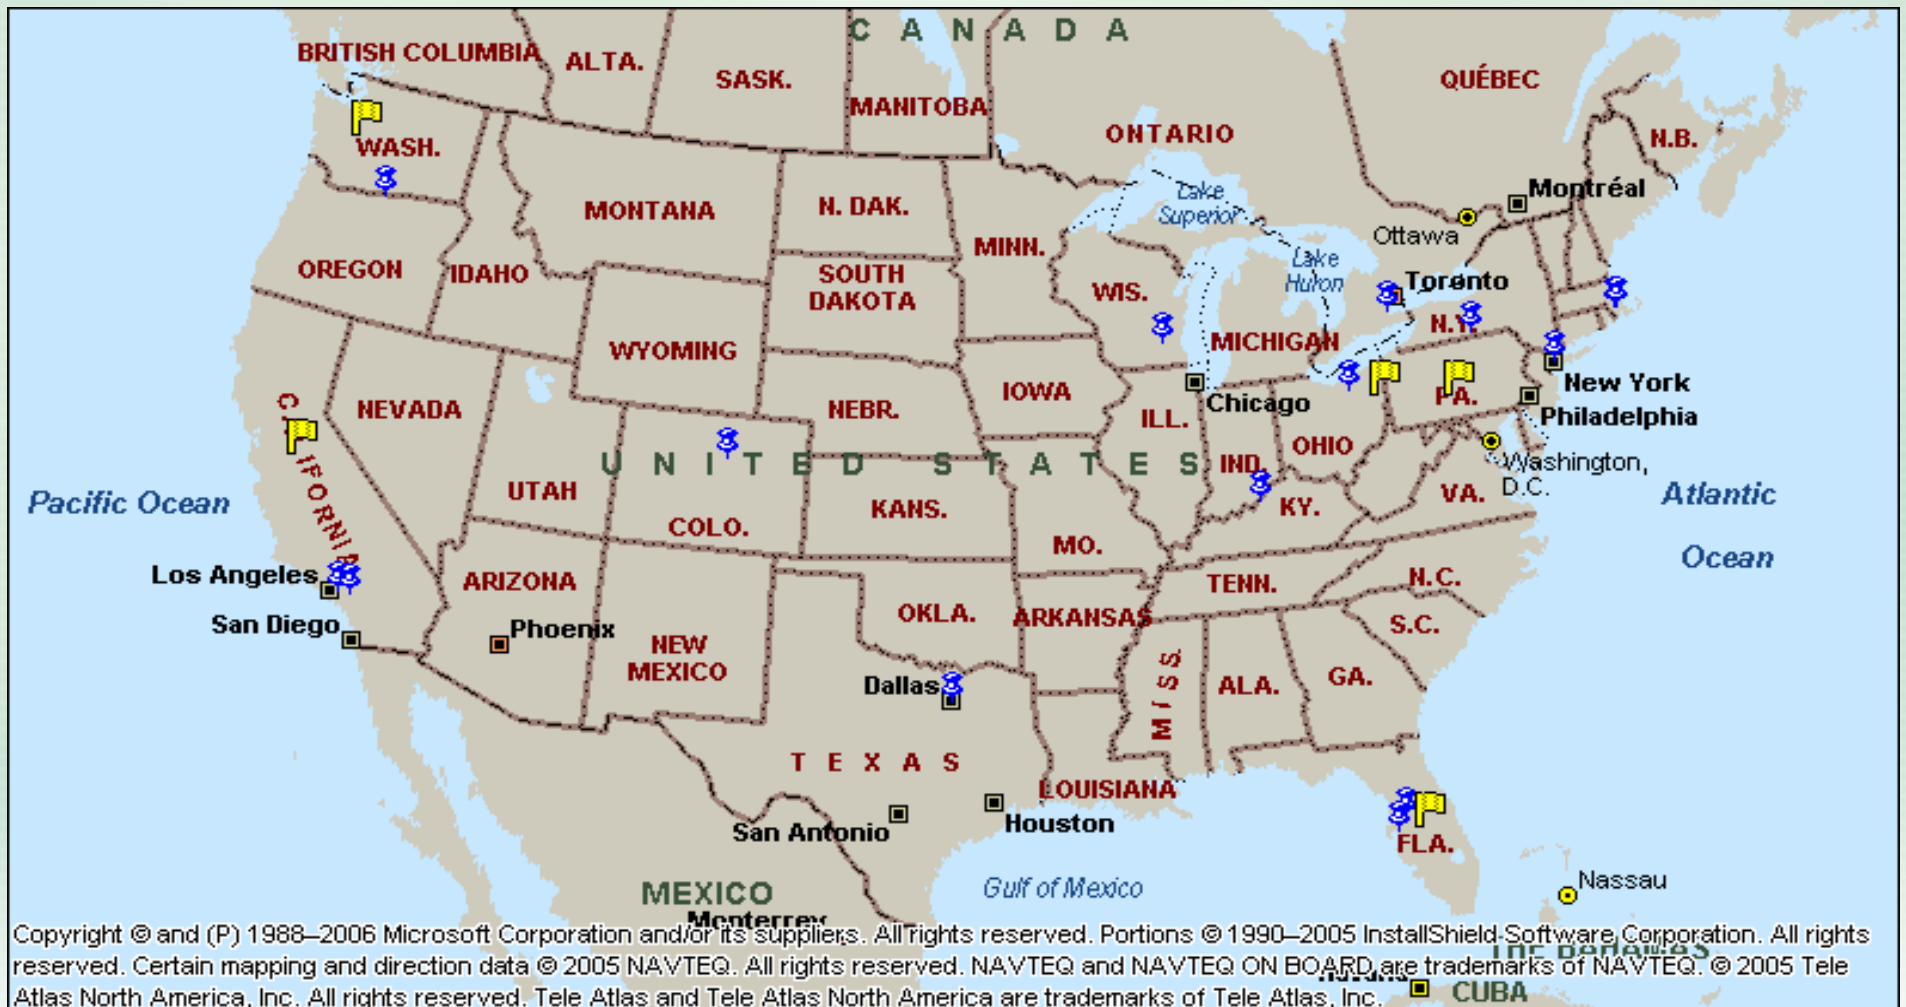 CANADA
BRITISH COLUMBIA
ALTA.
SASK.
MANITOBA
ONTARIO
QUÉBEC
N.B.
WASH.
MONTANA
N. DAK.
MINN.
Lake
Superior
Montréal
Ottawa
OREGON
IDAHO
SOUTH
DAKOTA
WIS.
Lake
Huron
Toronto
N.Y.
WYOMING
MICHIGAN
NEVADA
NEBR.
IOWA
Chicago
New York
PA.
Philadelphia
CALIFORNIA
ILL.
IND.
OHIO
UNITED STATES
Washington,
D.C.
Pacific Ocean
UTAH
COLO.
KANS.
MO.
KY.
VA.
Atlantic
Ocean
Los Angeles
ARIZONA
OKLA.
ARKANSAS
TENN.
N.C.
San Diego
Phoenix
NEW
MEXICO
S.C.
Dallas
MISS.
ALA.
GA.
TEXAS
LOUISIANA
San Antonio
Houston
FLA.
MEXICO
Gulf of Mexico
Nassau
Monterrey
THE BAHAMAS
CUBA
Copyright © and (P) 1988–2006 Microsoft Corporation and/or its suppliers. All rights reserved. Portions © 1990–2005 InstallShield Software Corporation. All rights
reserved. Certain mapping and direction data © 2005 NAVTEQ. All rights reserved. NAVTEQ and NAVTEQ ON BOARD are trademarks of NAVTEQ. © 2005 Tele
Atlas North America, Inc. All rights reserved. Tele Atlas and Tele Atlas North America are trademarks of Tele Atlas, Inc.